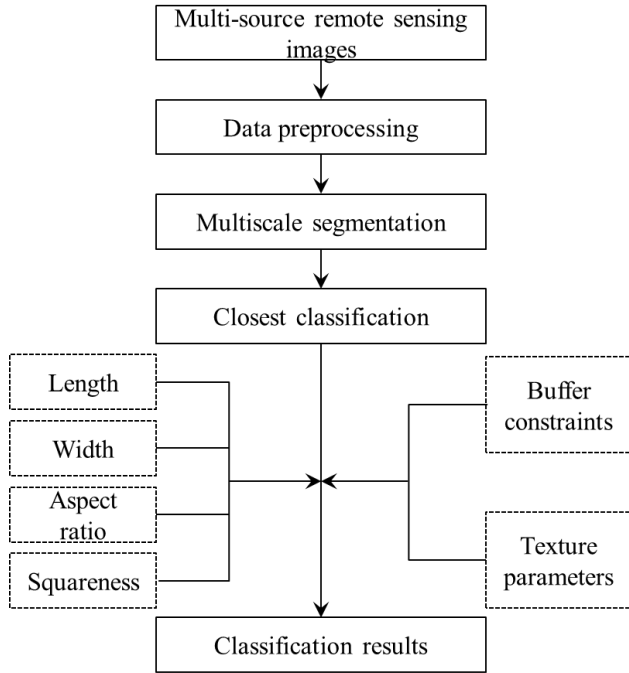 Multi-source remote sensing
images
Data preprocessing
Multiscale segmentation
Closest classification
Length
Width
Aspect
ratio
Squareness
Buffer
constraints
Texture
parameters
Classification results